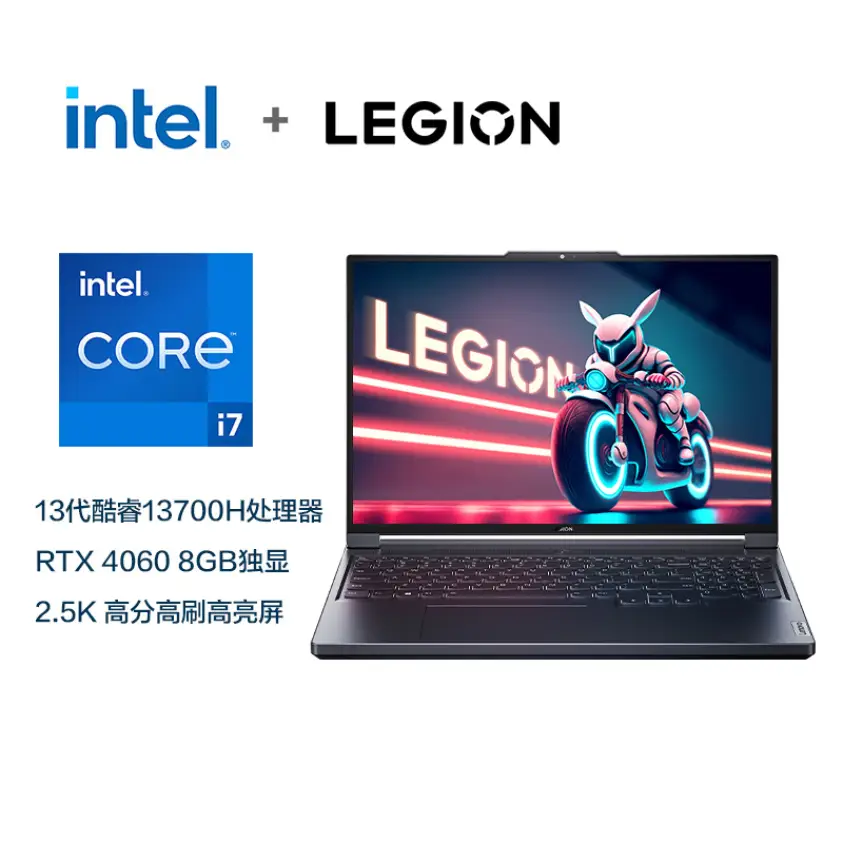 intel. + LEGION
intel.
CORE™
i7
13代酷睿13700H处理器
RTX 4060 8GB独显
2.5K 高分高刷高亮屏
LEGION